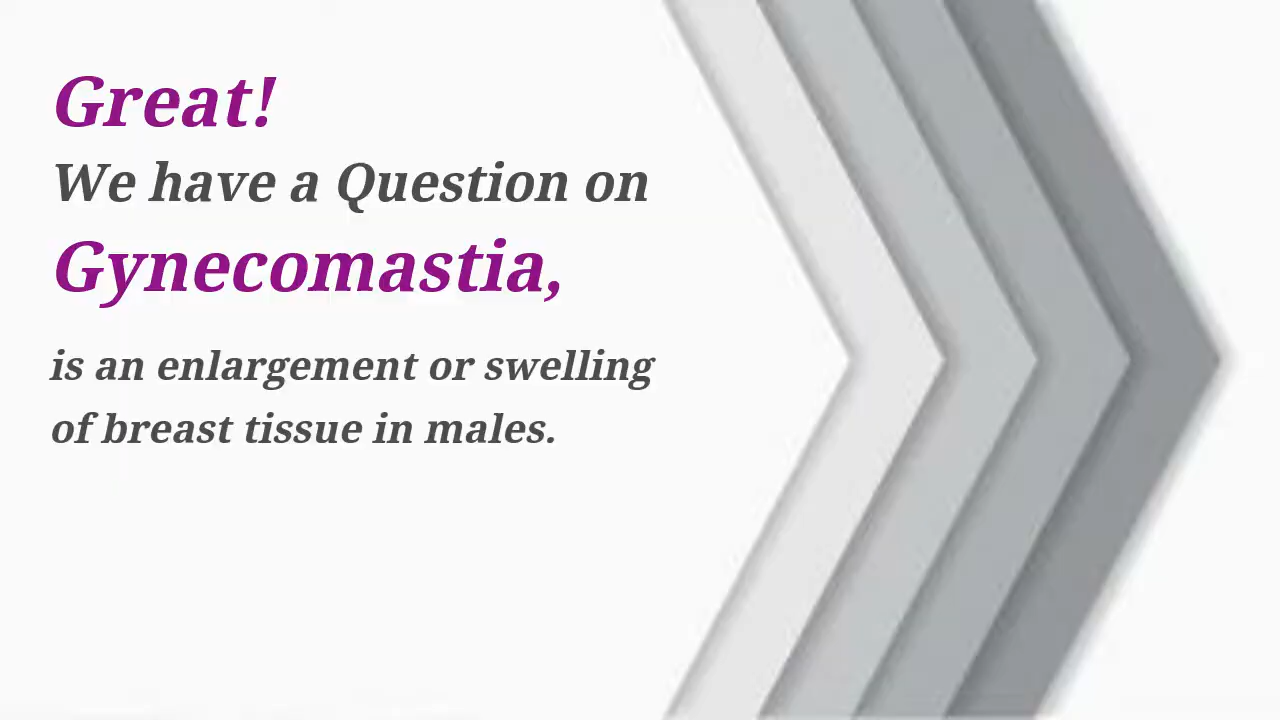 Great!
We have a Question on
Gynecomastia,
is an enlargement or swelling
of breast tissue in males.